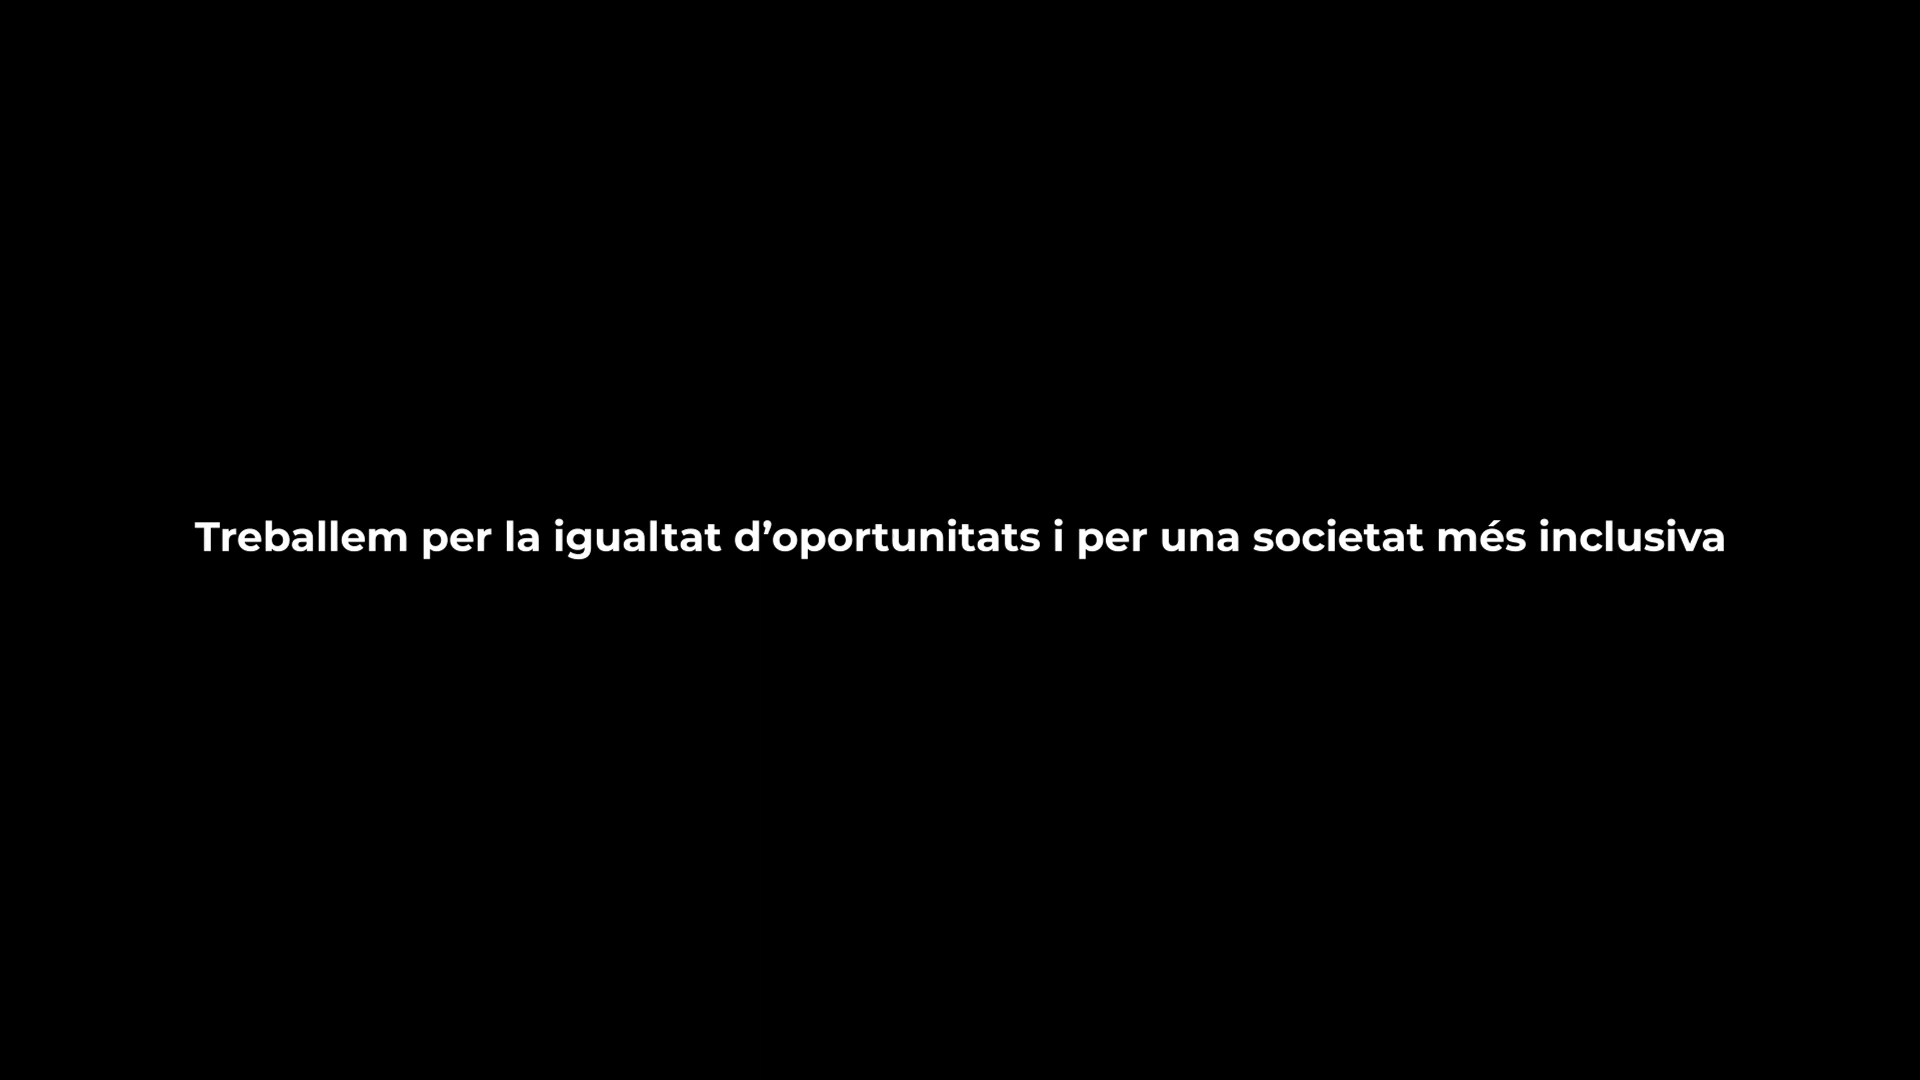 Treballem per la igualtat d’oportunitats i per una societat més inclusiva